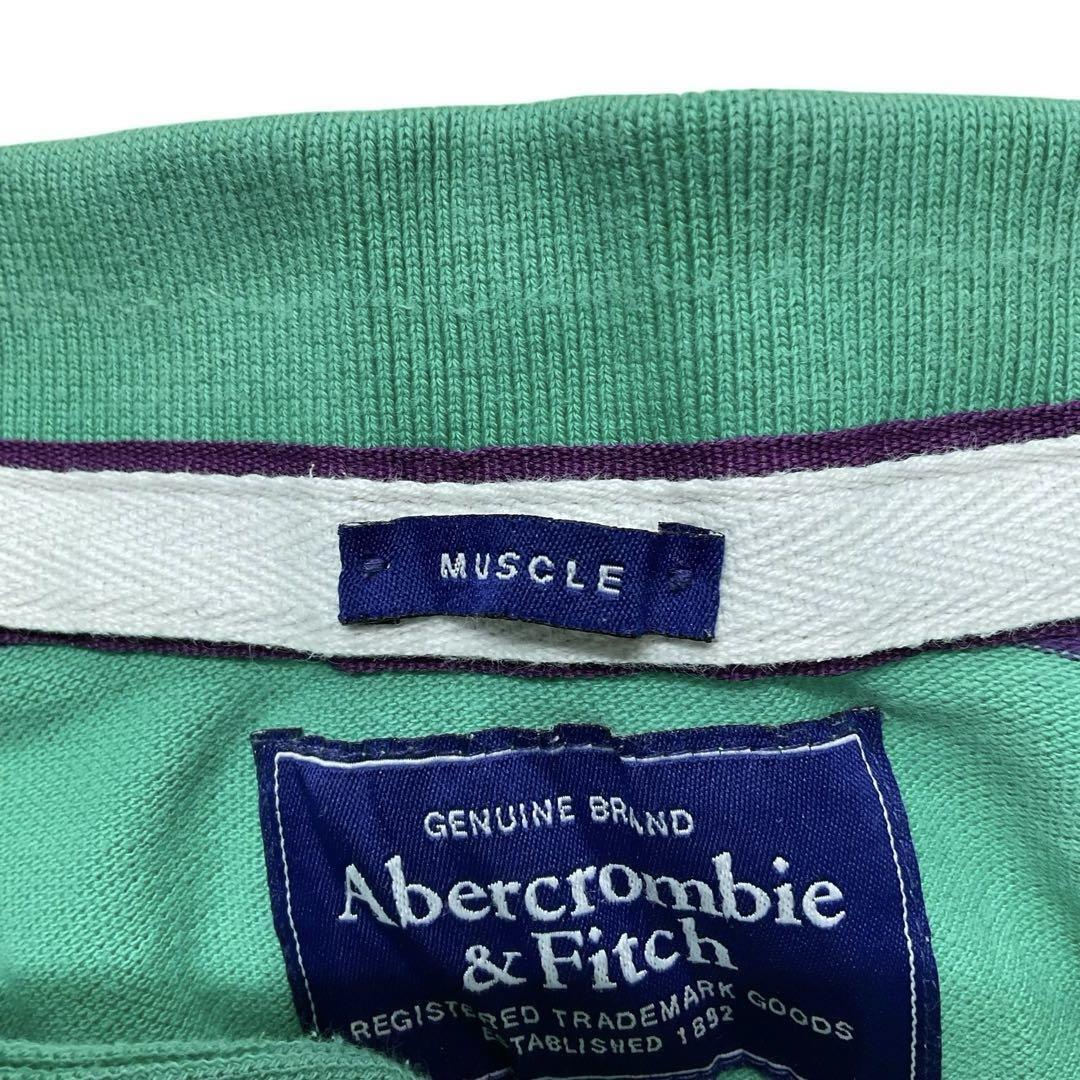 MUSCLE
GENUINE BRAND
Abercrombie
& Fitch
REGISTERED TRADEMARK GOODS
ESTABLISHED 1892